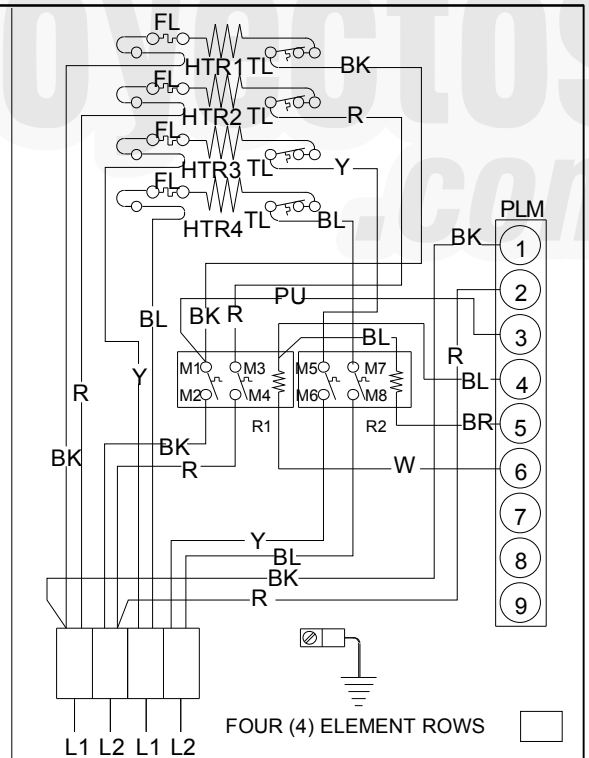 oyectos
.com
FL
HTR1 TL BK
FL
HTR2 TL R
FL
HTR3 TL Y
FL
HTR4 TL BL
PLM
BK 1
2
PU
3
BK R
BL
BL
R
Y
R
BL 4
M1 M3 M5 M7
M2 M4 M6 M8
R1 R2
BR 5
BK
R
BK
W 6
7
Y
BL
8
BK
R
9
L1 L2 L1 L2
FOUR (4) ELEMENT ROWS